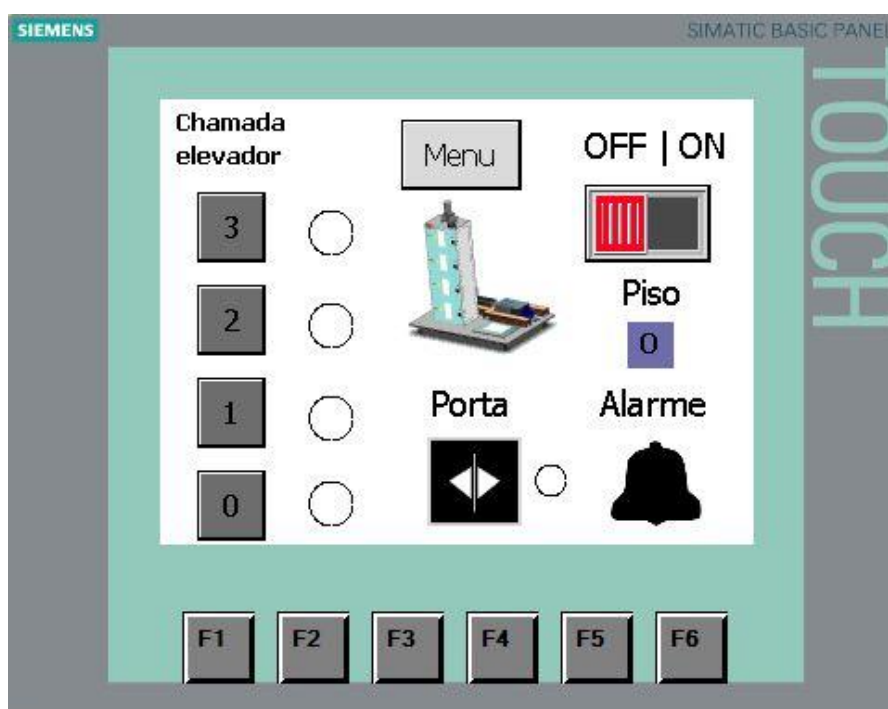 SIEMENS
SIMATIC BASIC PANEL
TOUCH
Chamada
elevador
Menu
OFF | ON
3
2
1
0
Piso
0
Porta
Alarme
F1
F2
F3
F4
F5
F6